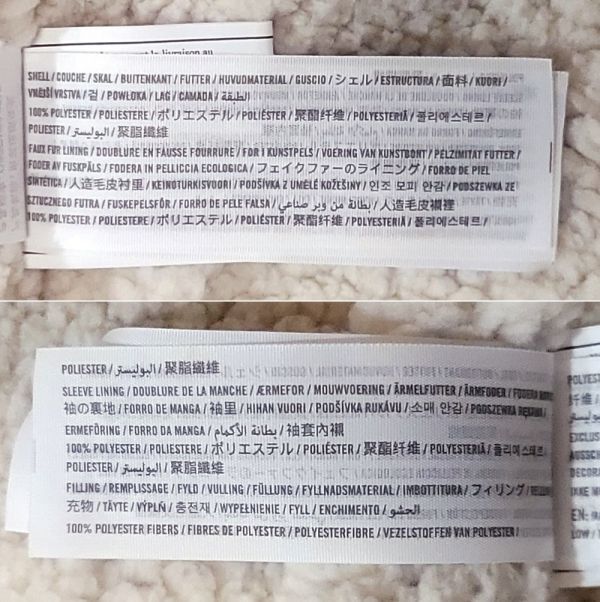 livraison au
SHELL / COUCHE / SKAL / BUITENKANT / FUTTER / HUVUDMATERIAL / GUSCIO / シェル / ESTRUCTURA / 面料 / KUORI /
VNĚJŠÍ VRSTVA / 겉 / POWŁOKA / LAG / CAMADA / الطبقة /
100% POLYESTER / POLIESTERE / ポリエステル / POLIÉSTER / 聚酯纤维 / POLYESTERIÄ / 폴리에스테르 /
POLIESTER / البوليستر / 聚酯纖維
FAUX FUR LINING / DOUBLURE EN FAUSSE FOURRURE / FOR I KUNSTPELS / VOERING VAN KUNSTBONT / PELZIMITAT FUTTER /
FODER AV FUSKPÄLS / FODERA IN PELLICCIA ECOLOGICA / フェイクファーのライニング / FORRO DE PIEL
SINTÉTICA / 人造毛皮衬里 / KEINOTURKISVUORI / PODŠÍVKA Z UMĚLÉ KOŽEŠINY / 인조 모피 안감 / PODSZEWKA ZE
SZTUCZNEGO FUTRA / FUSKEPELSFÔR / FORRO DE PELE FALSA / بطانة من وبر صناعي / 人造毛皮襯裡
100% POLYESTER / POLIESTERE / ポリエステル / POLIÉSTER / 聚酯纤维 / POLYESTERIÄ / 폴리에스테르 /
POLIESTER / البوليستر / 聚脂纖維
SLEEVE LINING / DOUBLURE DE LA MANCHE / ÆRMEFOR / MOUWVOERING / ÄRMELFUTTER / ÄRMFODER / FODERA
袖の裏地 / FORRO DE MANGA / 袖里 / HIHAN VUORI / PODŠÍVKA RUKÁVU / 소매 안감 / PODSZEWKA RĘKAWA /
ERMEFÔRING / FORRO DA MANGA / بطانة الأكمام / 袖套內襯
100% POLYESTER / POLIESTERE / ポリエステル / POLIÉSTER / 聚酯纤维 / POLYESTERIÄ / 폴리에스테르
POLIESTER / البوليستر / 聚脂纖維
FILLING / REMPLISSAGE / FYLD / VULLING / FÜLLUNG / FYLLNADSMATERIAL / IMBOTTITURA / フィリング /
充物 / TÄYTE / VÝPLŇ / 충전재 / WYPEŁNIENIE / FYLL / ENCHIMENTO / الحشو /
100% POLYESTER FIBERS / FIBRES DE POLYESTER / POLYESTERFIBRE / VEZELSTOFFEN VAN POLYESTER /
EN: